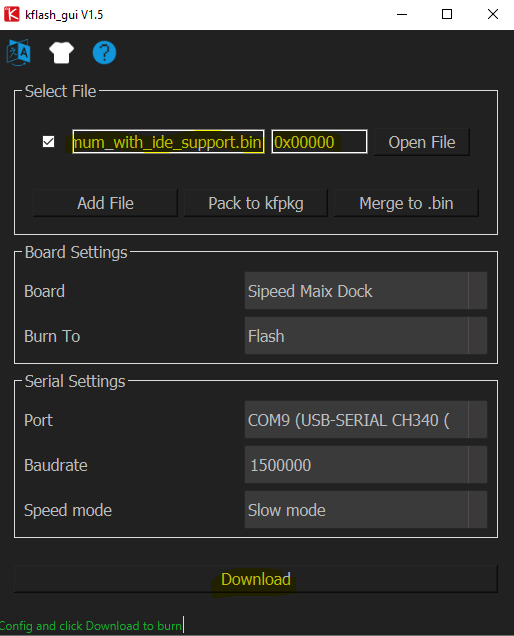 kflash_gui V1.5
Select File
mum_with_ide_support.bin 0x00000 Open File
Add File Pack to kfpkg Merge to .bin
Board Settings
Board Sipeed Maix Dock
Burn To Flash
Serial Settings
Port COM9 (USB-SERIAL CH340 (
Baudrate 1500000
Speed mode Slow mode
Download
Config and click Download to burn